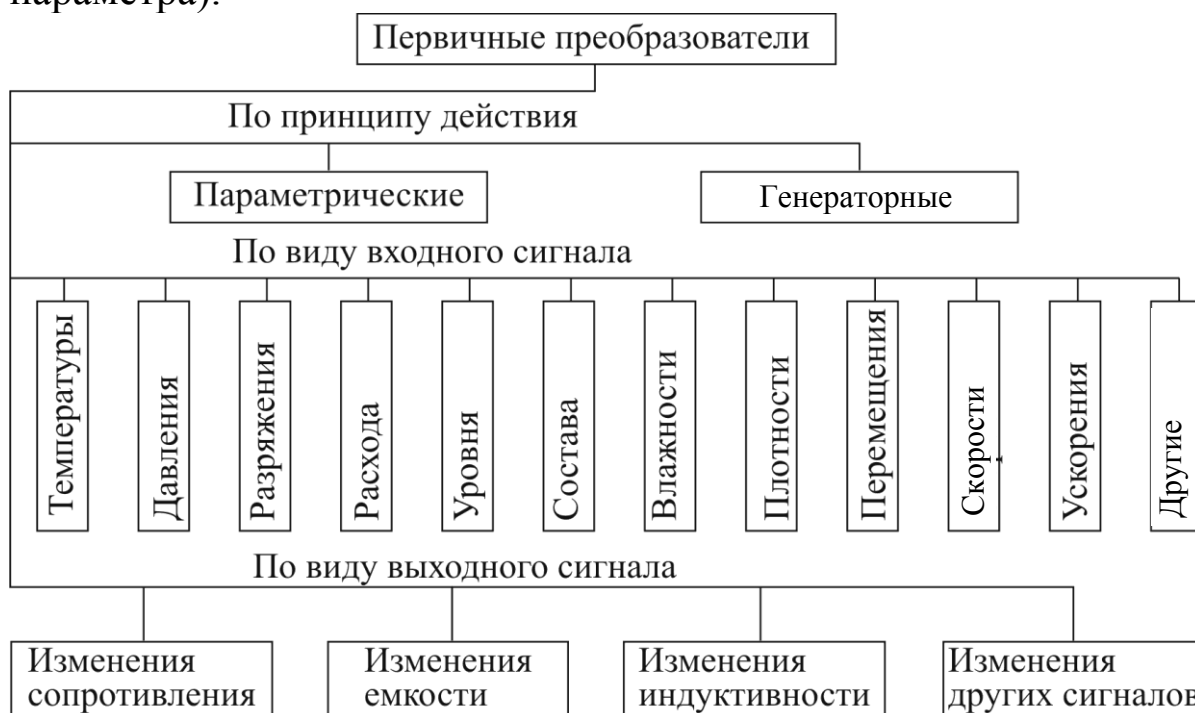 параметра).
Первичные преобразователи
По принципу действия
Параметрические
Генераторные
По виду входного сигнала
Температуры
Давления
Разряжения
Расхода
Уровня
Состава
Влажности
Плотности
Перемещения
Скорости
Ускорения
Другие
По виду выходного сигнала
Изменения
сопротивления
Изменения
емкости
Изменения
индуктивности
Изменения
других сигналов